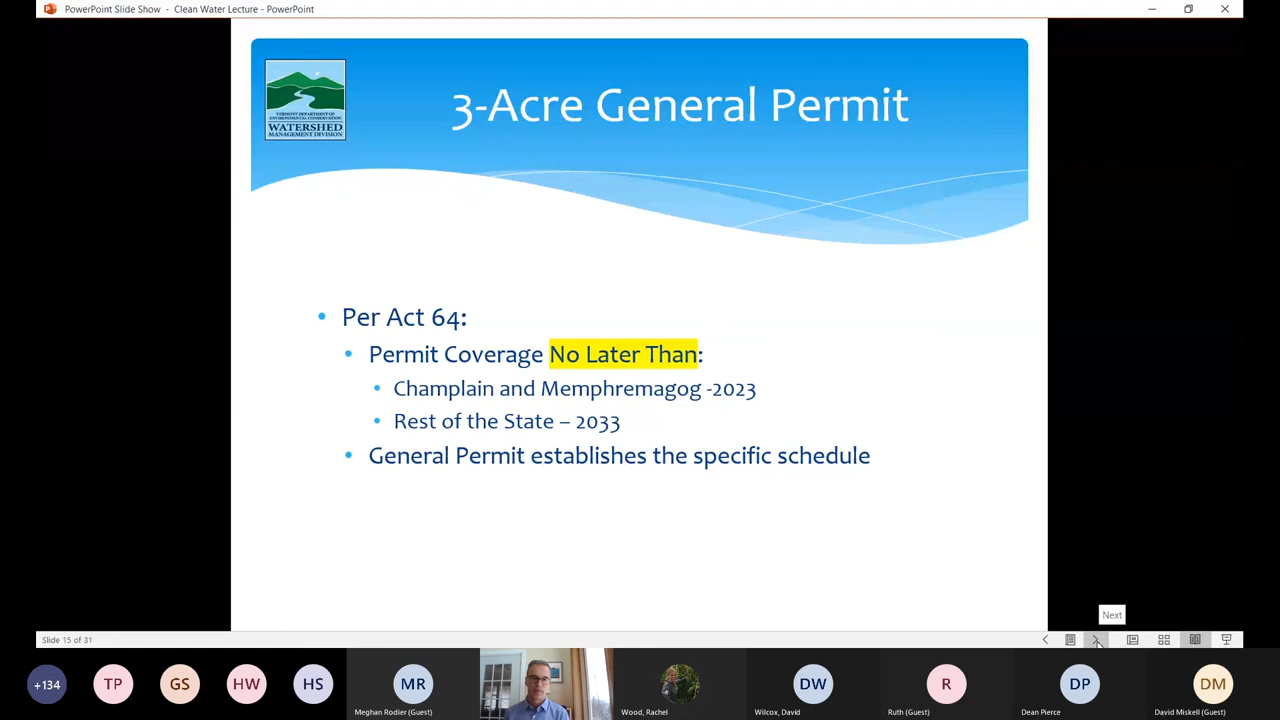 PowerPoint Slide Show - Clean Water Lecture - PowerPoint
VERMONT DEPARTMENT OF
ENVIRONMENTAL CONSERVATION
WATERSHED
MANAGEMENT DIVISION
3-Acre General Permit
Per Act 64:
Permit Coverage No Later Than:
Champlain and Memphremagog -2023
Rest of the State – 2033
General Permit establishes the specific schedule
Next
Slide 15 of 31
+134
TP
GS
HW
HS
MR
DW
R
DP
DM
Meghan Rodier (Guest)
Wood, Rachel
Wilcox, David
Ruth (Guest)
Dean Pierce
David Miskell (Guest)